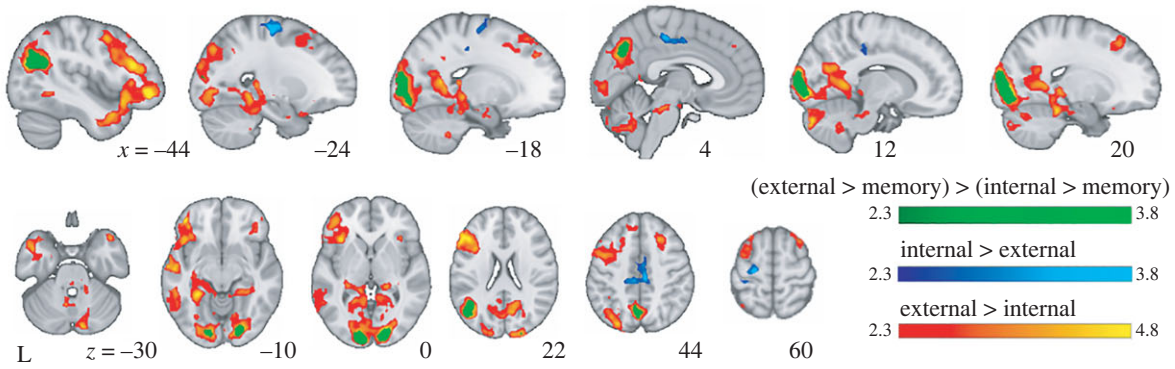 x = –44
–24
–18
4
12
20
(external > memory) > (internal > memory)
2.3
3.8
internal > external
2.3
3.8
external > internal
2.3
4.8
L
z = –30
–10
0
22
44
60